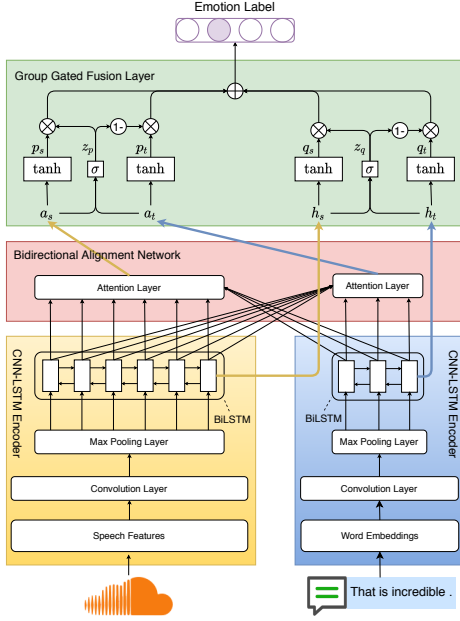 Emotion Label
Group Gated Fusion Layer
p_s z_p 1- p_t q_s z_q 1- q_t
tanh σ tanh tanh σ tanh
a_s a_t h_s h_t
Bidirectional Alignment Network
Attention Layer Attention Layer
CNN-LSTM Encoder CNN-LSTM Encoder
BiLSTM BiLSTM
Max Pooling Layer Max Pooling Layer
Convolution Layer Convolution Layer
Speech Features Word Embeddings
That is incredible .